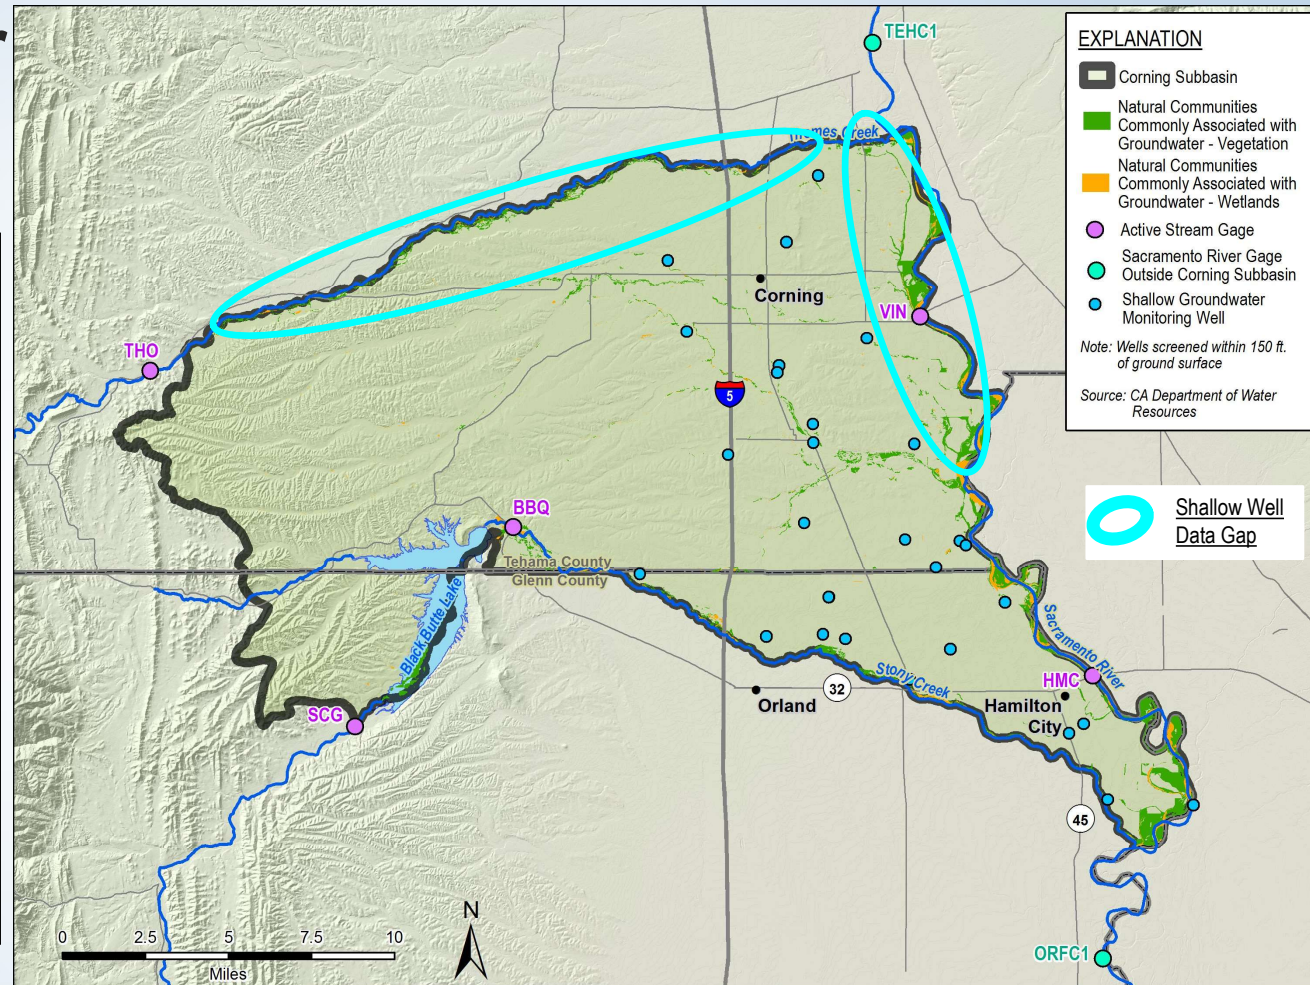 TEHC1
Thomes Creek
Corning
VIN
THO
5
BBQ
Tehama County
Glenn County
Black Butte Lake
Sacramento River
HMC
SCG
Orland
32
Stony Creek
Hamilton
City
45
ORFC1
N
0 2.5 5 7.5 10
Miles
EXPLANATION
Corning Subbasin
Natural Communities
Commonly Associated with
Groundwater - Vegetation
Natural Communities
Commonly Associated with
Groundwater - Wetlands
Active Stream Gage
Sacramento River Gage
Outside Corning Subbasin
Shallow Groundwater
Monitoring Well
Note: Wells screened within 150 ft.
of ground surface
Source: CA Department of Water
Resources
Shallow Well
Data Gap